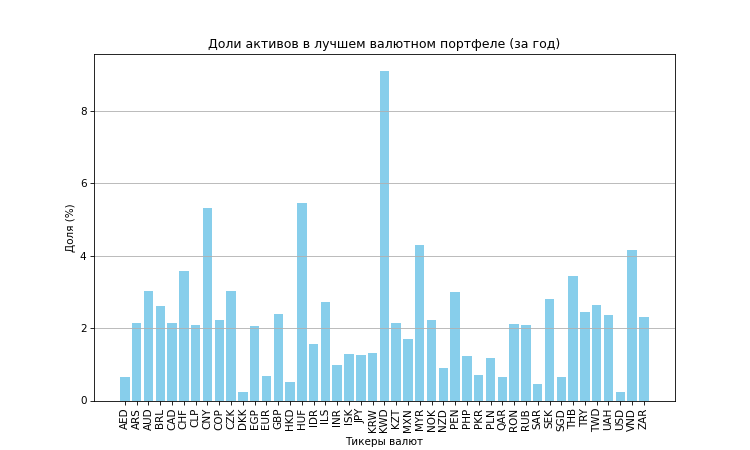 Доли активов в лучшем валютном портфеле (за год)
Доля (%)
8
6
4
2
0
AED ARS AUD BRL CAD CHF CLP CNY COP CZK DKK EGP EUR GBP HKD HUF IDR ILS INR ISK JPY KRW KWD KZT MXN MYR NOK NZD PEN PHP PKR PLN QAR RON RUB SAR SEK SGD THB TRY TWD UAH USD VND ZAR
Тикеры валют